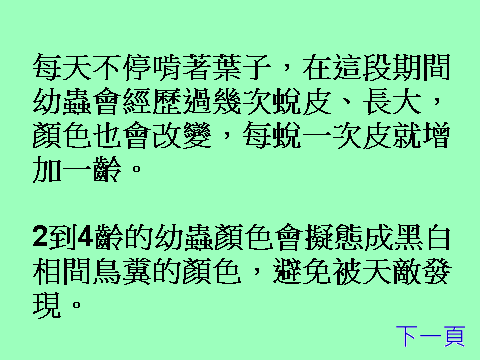 每天不停啃著葉子，在這段期間
幼蟲會經歷過幾次蛻皮、長大，
顏色也會改變，每蛻一次皮就增
加一齡。
2到4齡的幼蟲顏色會擬態成黑白
相間鳥糞的顏色，避免被天敵發
現。
下一頁